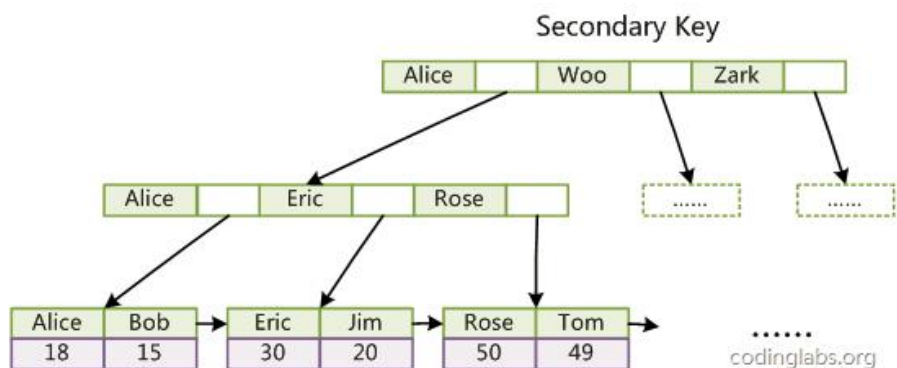 Secondary Key
Alice Woo Zark
Alice Eric Rose
...... ......
Alice Bob Eric Jim Rose Tom
18 15 30 20 50 49
......
codinglabs.org